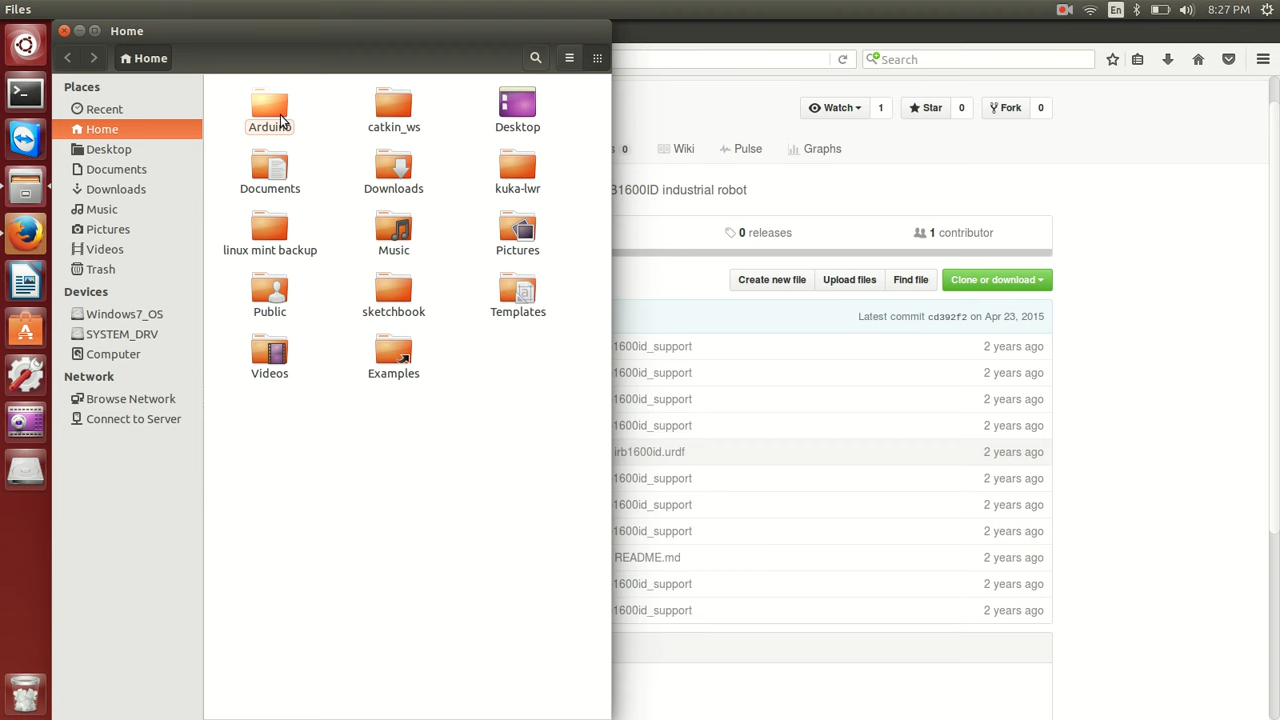 Files
En
8:27 PM
Home
Home
Places
Recent
Home
Desktop
Documents
Downloads
Music
Pictures
Videos
Trash
Devices
Windows7_OS
SYSTEM_DRV
Computer
Network
Browse Network
Connect to Server
Arduino
catkin_ws
Desktop
Documents
Downloads
kuka-lwr
linux mint backup
Music
Pictures
Public
sketchbook
Templates
Videos
Examples
Search
Watch 1
Star 0
Fork 0
0
Wiki
Pulse
Graphs
1600ID industrial robot
0 releases
1 contributor
Create new file
Upload files
Find file
Clone or download
Latest commit cd392f2 on Apr 23, 2015
1600id_support 2 years ago
1600id_support 2 years ago
1600id_support 2 years ago
1600id_support 2 years ago
irb1600id.urdf 2 years ago
1600id_support 2 years ago
1600id_support 2 years ago
1600id_support 2 years ago
README.md 2 years ago
1600id_support 2 years ago
1600id_support 2 years ago